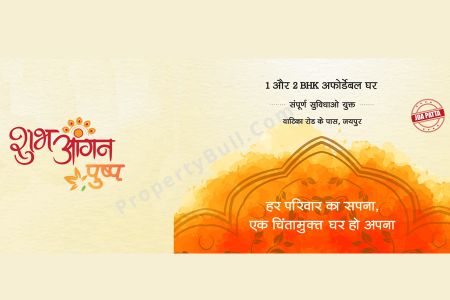 शुभ आंगन
पुष्प
1 और 2 BHK अफोर्डेबल घर
संपूर्ण सुविधाओ युक्त
वाटिका रोड के पास, जयपुर
JDA PATTA
हर परिवार का सपना,
एक चिंतामुक्त घर हो अपना
PropertyBull.Com